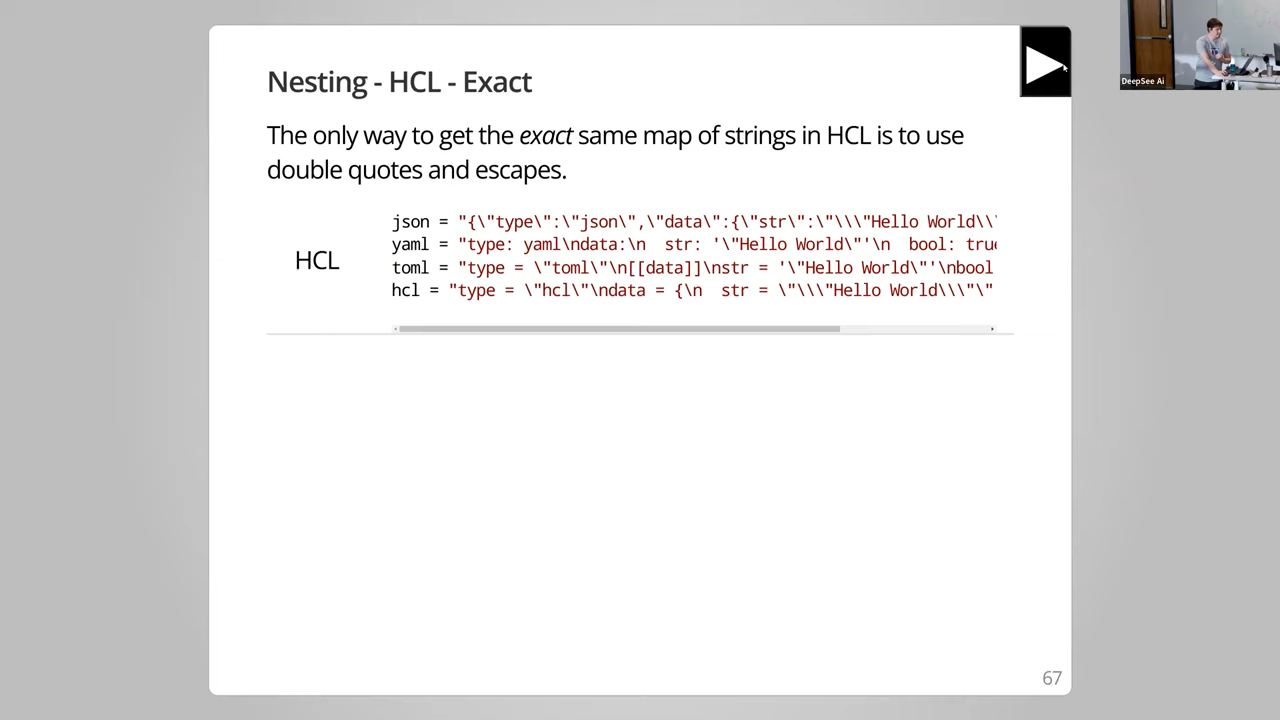 Nesting - HCL - Exact
The only way to get the exact same map of strings in HCL is to use
double quotes and escapes.
HCL
json = "{\"type\":\"json\",\"data\":{\"str\":\"\\\"Hello World\\
yaml = "type: yaml\ndata:\n  str: '\"Hello World\"'\n  bool: true
toml = "type = \"toml\"\n[[data]]\nstr = '\"Hello World\"'\nbool
hcl = "type = \"hcl\"\ndata = {\n  str = \"\\\"Hello World\\\"\"
67
DeepSee Ai